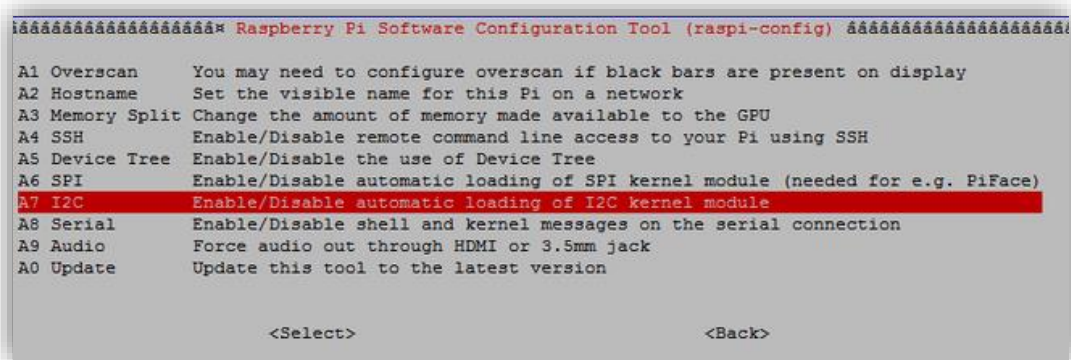 áááááááááááááááááá¤ Raspberry Pi Software Configuration Tool (raspi-config) áááááááááááááááááááá
A1 Overscan You may need to configure overscan if black bars are present on display
A2 Hostname Set the visible name for this Pi on a network
A3 Memory Split Change the amount of memory made available to the GPU
A4 SSH Enable/Disable remote command line access to your Pi using SSH
A5 Device Tree Enable/Disable the use of Device Tree
A6 SPI Enable/Disable automatic loading of SPI kernel module (needed for e.g. PiFace)
A7 I2C Enable/Disable automatic loading of I2C kernel module
A8 Serial Enable/Disable shell and kernel messages on the serial connection
A9 Audio Force audio out through HDMI or 3.5mm jack
A0 Update Update this tool to the latest version
<Select> <Back>